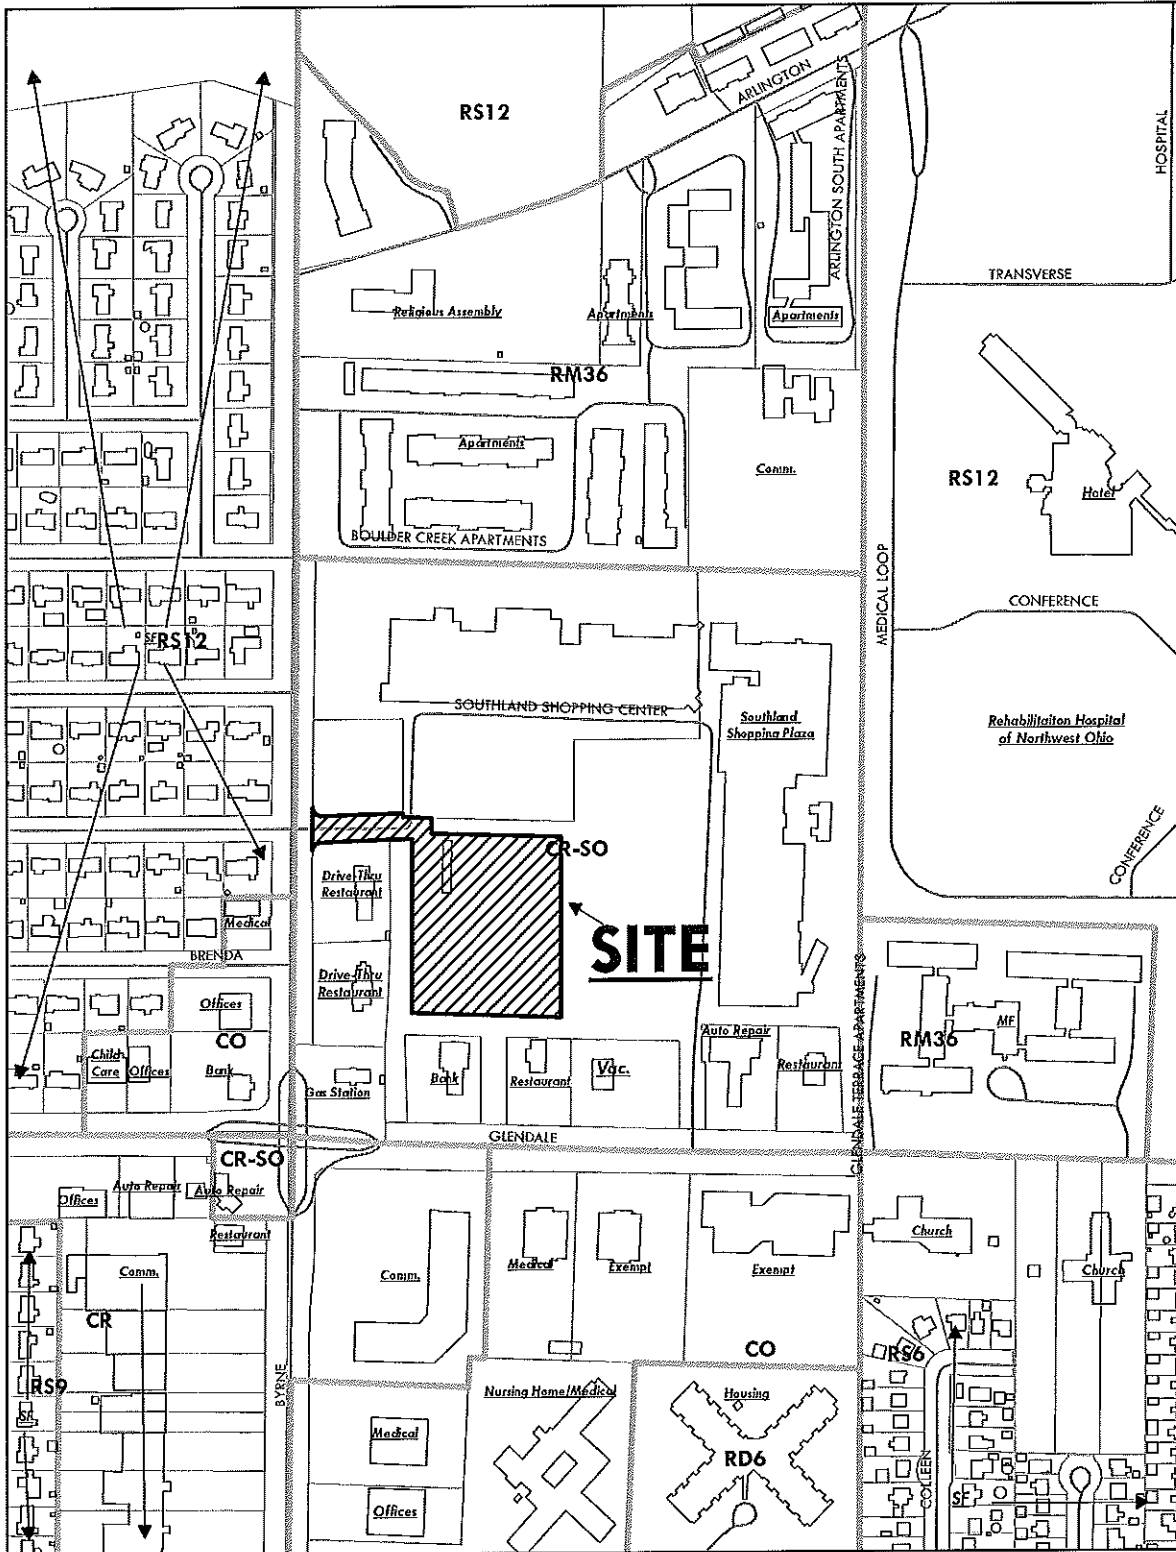 RS12
ARLINGTON
ARLINGTON SOUTH APARTMENTS
HOSPITAL
TRANSVERSE
Religious Assembly
Apartments
Apartments
RM36
Apartments
Comm.
RS12
Hotel
BOULDER CREEK APARTMENTS
MEDICAL LOOP
CONFERENCE
SF
RS12
SOUTHLAND SHOPPING CENTER
Southland
Shopping Plaza
Rehabilitaiton Hospital
of Northwest Ohio
CONFERENCE
CR-SO
Drive-Thru
Restaurant
Medical
SITE
BRENDA
Drive-Thru
Restaurant
Offices
CO
Child
Care
Offices
Bank
Gas Station
Bank
Restaurant
Vac.
Auto Repair
Restaurant
GLENDALE TERRACE APARTMENTS
RM36
MF
GLENDALE
CR-SO
Offices
Auto Repair
Auto Repair
Restaurant
Comm.
CR
RS9
SF
BYRNE
Comm.
Medical
Exempt
Exempt
CO
Church
Church
RS6
Nursing Home/Medical
Housing
RD6
Medical
Offices
COLLEEN
SF